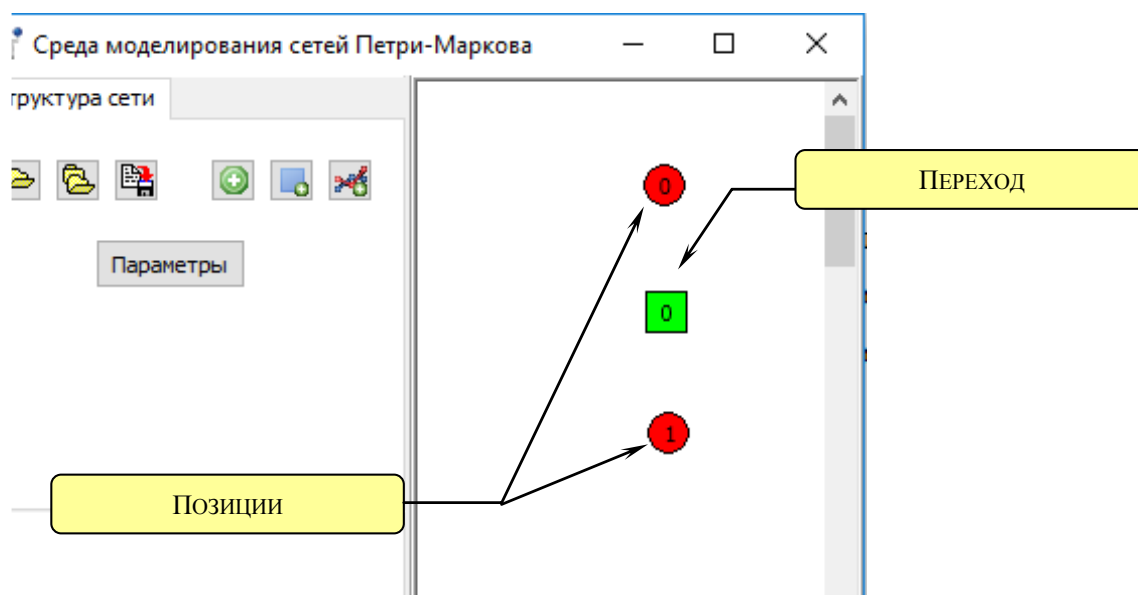 Среда моделирования сетей Петри-Маркова
труктура сети
0
ПЕРЕХОД
Параметры
0
1
ПОЗИЦИИ